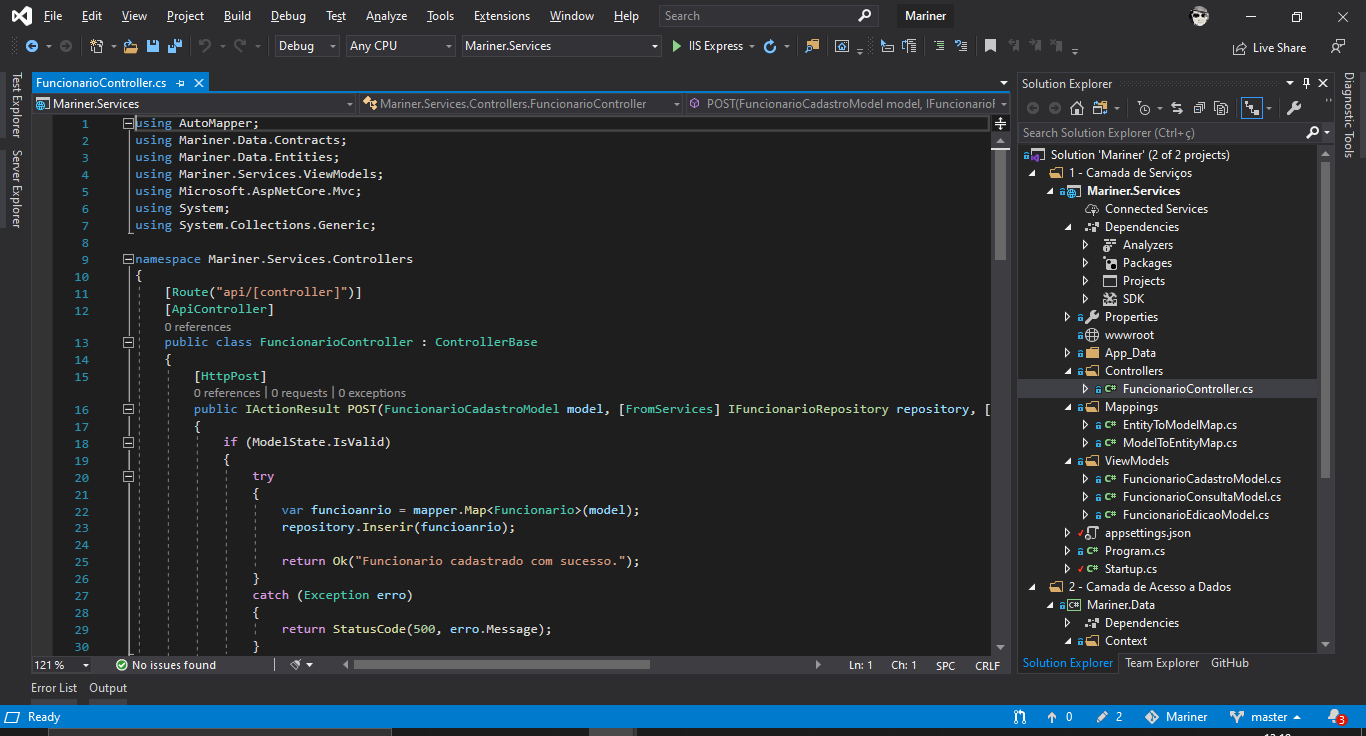 File Edit View Project Build Debug Test Analyze Tools Extensions Window Help Search Mariner
Debug Any CPU Mariner.Services IIS Express Live Share
Test Explorer
Server Explorer
FuncionarioController.cs
Mariner.Services Mariner.Services.Controllers.FuncionarioController POST(FuncionarioCadastroModel model, IFuncionarioF
1 using AutoMapper;
2 using Mariner.Data.Contracts;
3 using Mariner.Data.Entities;
4 using Mariner.Services.ViewModels;
5 using Microsoft.AspNetCore.Mvc;
6 using System;
7 using System.Collections.Generic;
8
9 namespace Mariner.Services.Controllers
10 {
11 [Route("api/[controller]")]
12 [ApiController]
0 references
13 public class FuncionarioController : ControllerBase
14 {
15 [HttpPost]
0 references | 0 requests | 0 exceptions
16 public IActionResult POST(FuncionarioCadastroModel model, [FromServices] IFuncionarioRepository repository, [
17 {
18 if (ModelState.IsValid)
19 {
20 try
21 {
22 var funcioanrio = mapper.Map<Funcionario>(model);
23 repository.Inserir(funcioanrio);
24
25 return Ok("Funcionario cadastrado com sucesso.");
26 }
27 catch (Exception erro)
28 {
29 return StatusCode(500, erro.Message);
30 }
121 % No issues found Ln: 1 Ch: 1 SPC CRLF
Solution Explorer
Search Solution Explorer (Ctrl+ç)
Solution 'Mariner' (2 of 2 projects)
1 - Camada de Serviços
Mariner.Services
Connected Services
Dependencies
Analyzers
Packages
Projects
SDK
Properties
wwwroot
App_Data
Controllers
C# FuncionarioController.cs
Mappings
C# EntityToModelMap.cs
C# ModelToEntityMap.cs
ViewModels
C# FuncionarioCadastroModel.cs
C# FuncionarioConsultaModel.cs
C# FuncionarioEdicaoModel.cs
appsettings.json
C# Program.cs
C# Startup.cs
2 - Camada de Acesso a Dados
C# Mariner.Data
Dependencies
Context
Solution Explorer Team Explorer GitHub
Diagnostic Tools
Error List Output
Ready 0 2 Mariner master 3